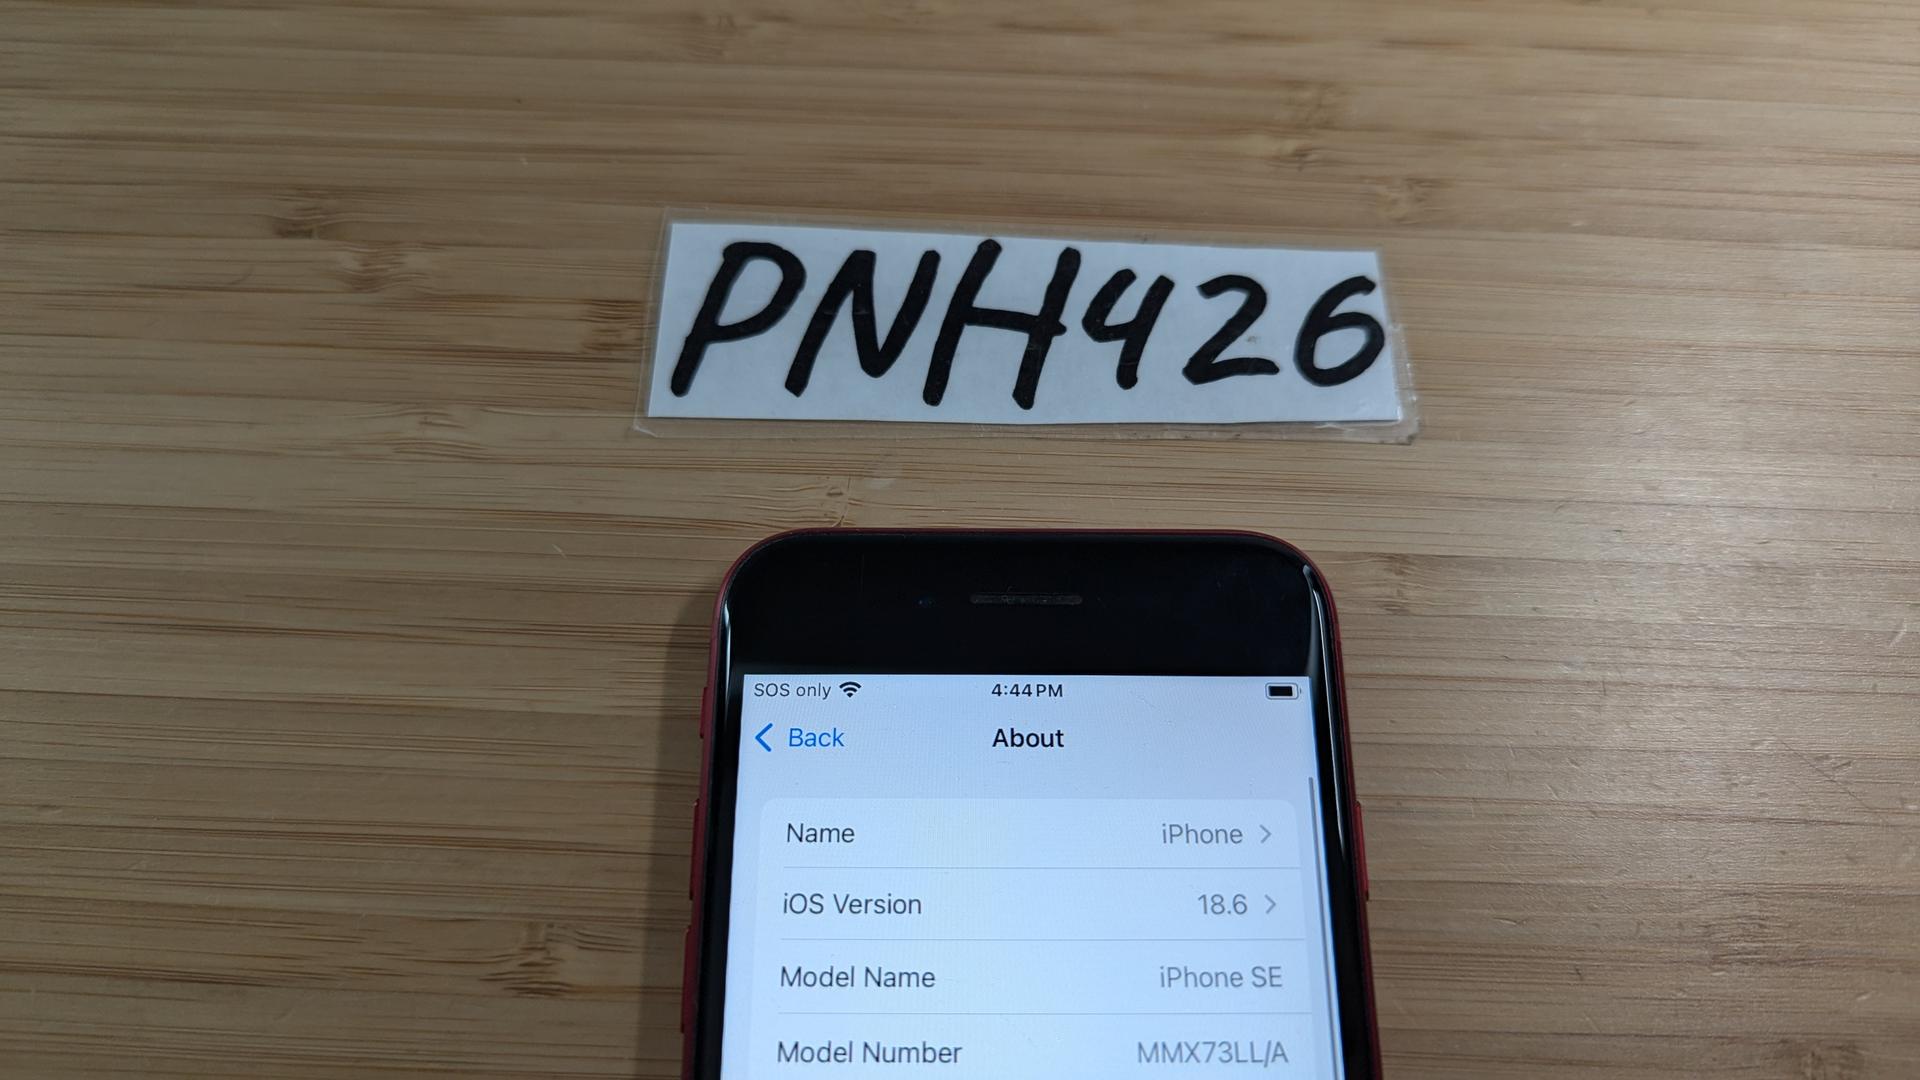 PNH426
SOS only 4:44 PM
Back About
Name iPhone
iOS Version 18.6
Model Name iPhone SE
Model Number MMX73LL/A